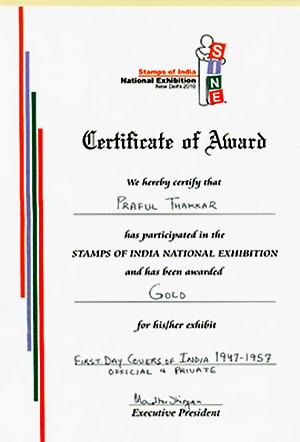 Stamps of India
National Exhibition
New Delhi 2010
SINE
Certificate of Award
We hereby certify that
PRAFUL THAKKAR
has participated in the
STAMPS OF INDIA NATIONAL EXHIBITION
and has been awarded
GOLD
for his/her exhibit
FIRST DAY COVERS OF INDIA 1947-1957
OFFICIAL & PRIVATE
Executive President